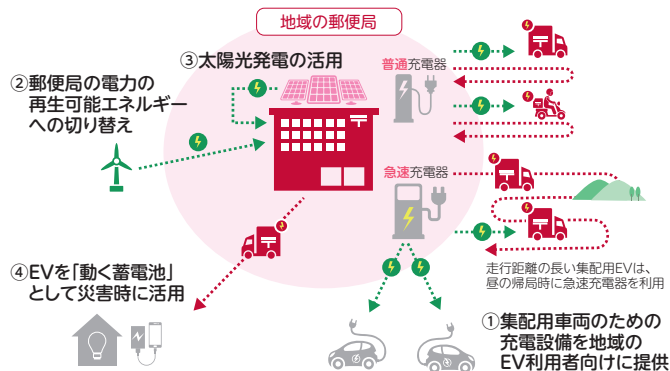 地域の郵便局
③太陽光発電の活用
普通充電器
②郵便局の電力の
再生可能エネルギー
への切り替え
急速充電器
走行距離の長い集配用EVは、
昼の帰局時に急速充電器を利用
④EVを「動く蓄電池」
として災害時に活用
①集配用車両のための
充電設備を地域の
EV利用者向けに提供